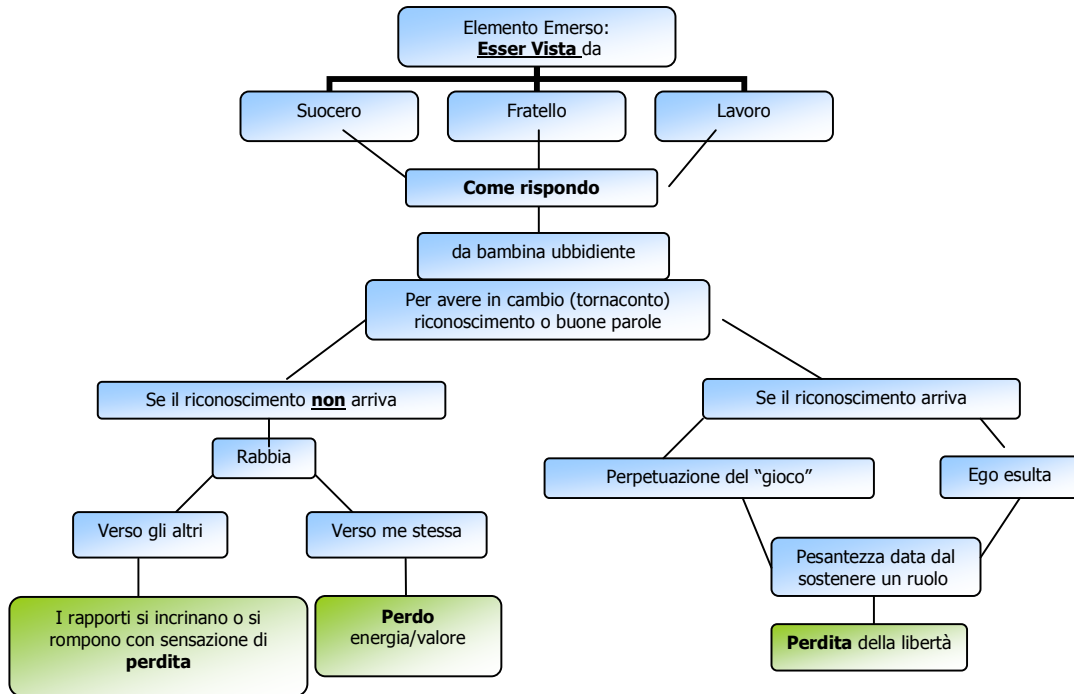 Elemento Emerso:
Esser Vista da
Suocero
Fratello
Lavoro
Come rispondo
da bambina ubbidiente
Per avere in cambio (tornaconto)
riconoscimento o buone parole
Se il riconoscimento non arriva
Se il riconoscimento arriva
Rabbia
Perpetuazione del “gioco”
Ego esulta
Verso gli altri
Verso me stessa
Pesantezza data dal
sostenere un ruolo
I rapporti si incrinano o si
rompono con sensazione di
perdita
Perdo
energia/valore
Perdita della libertà